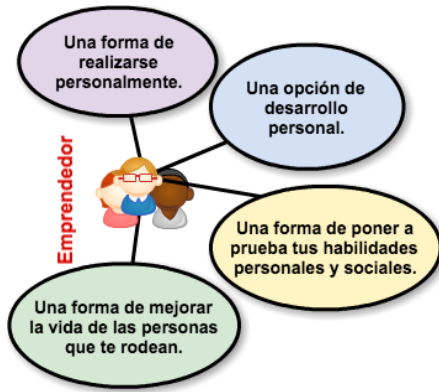 Una forma de
realizarse
personalmente.
Una opción de
desarrollo
personal.
Emprendedor
Una forma de poner a
prueba tus habilidades
personales y sociales.
Una forma de mejorar
la vida de las personas
que te rodean.